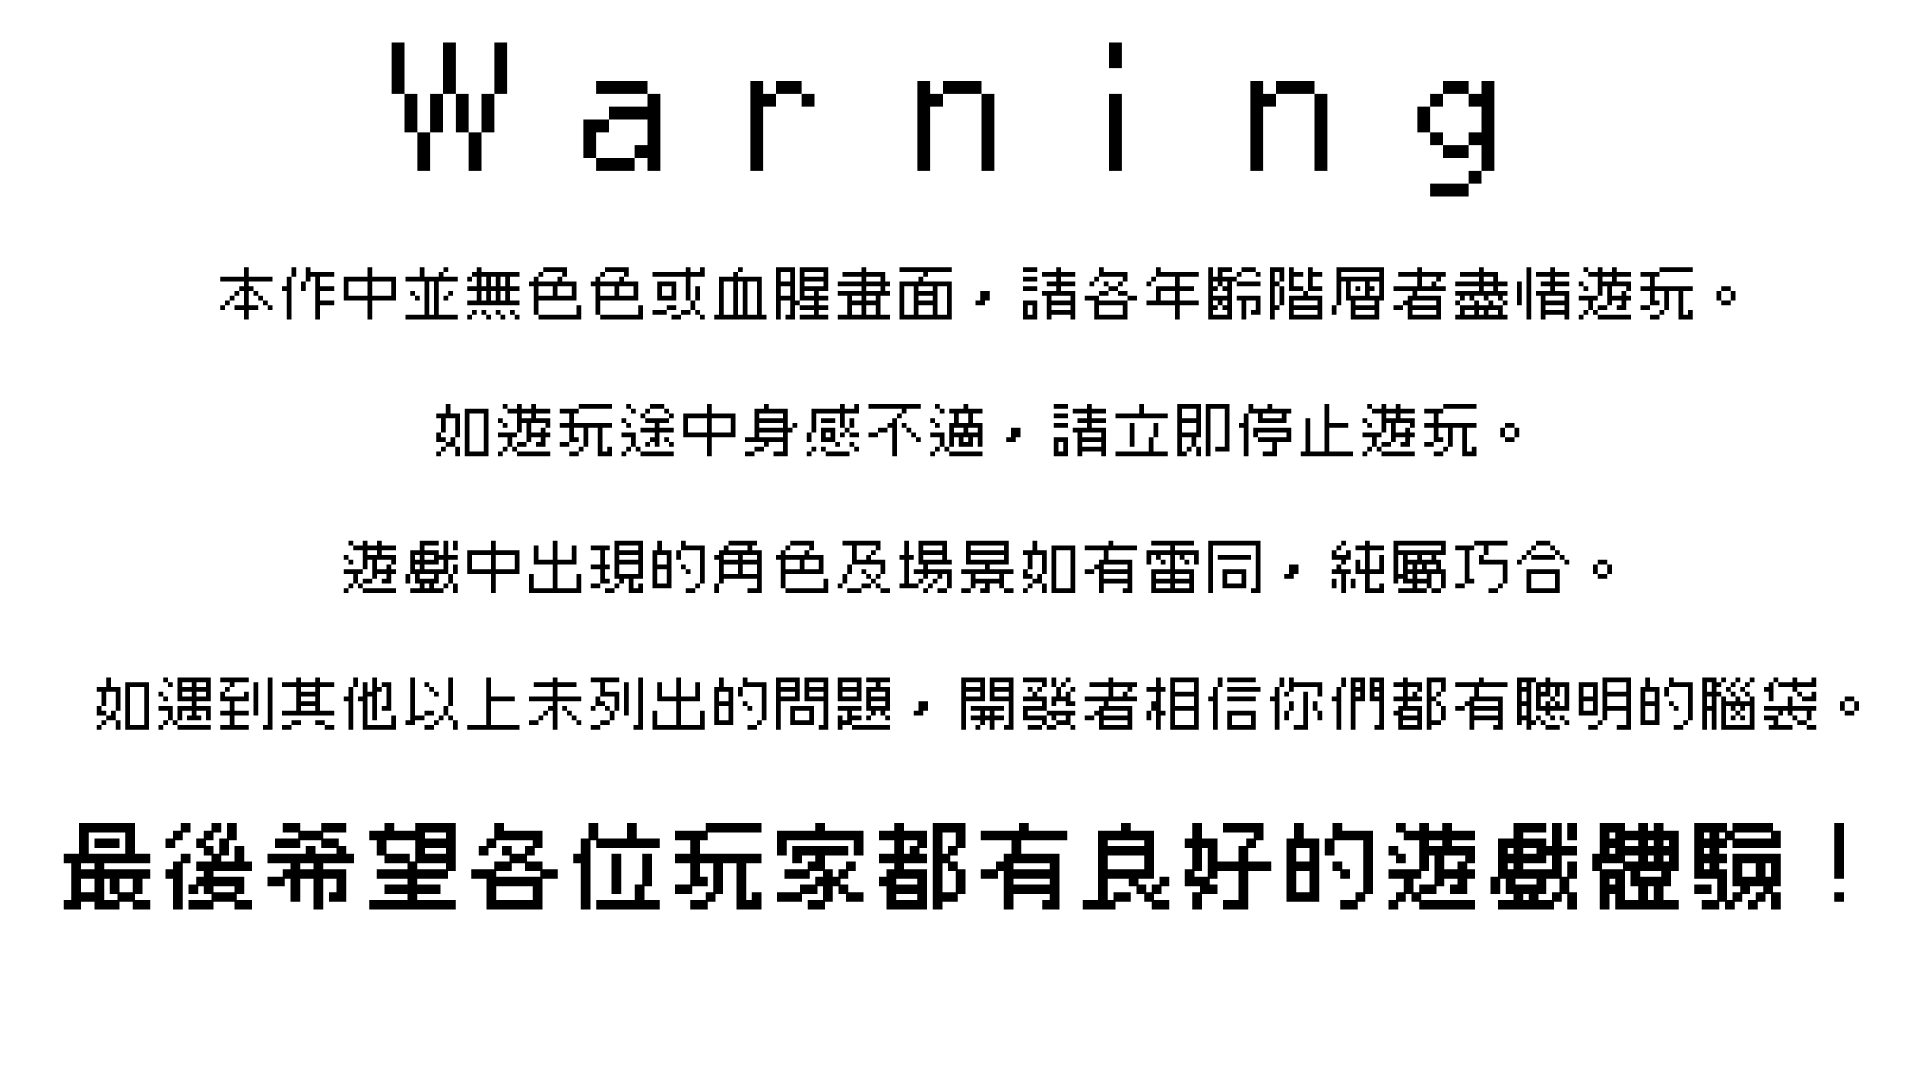 Warning
本作中並無色色或血腥畫面，請各年齡階層者盡情遊玩。
如遊玩途中身感不適，請立即停止遊玩。
遊戲中出現的角色及場景如有雷同，純屬巧合。
如遇到其他以上未列出的問題，開發者相信你們都有聰明的腦袋。
最後希望各位玩家都有良好的遊戲體驗！